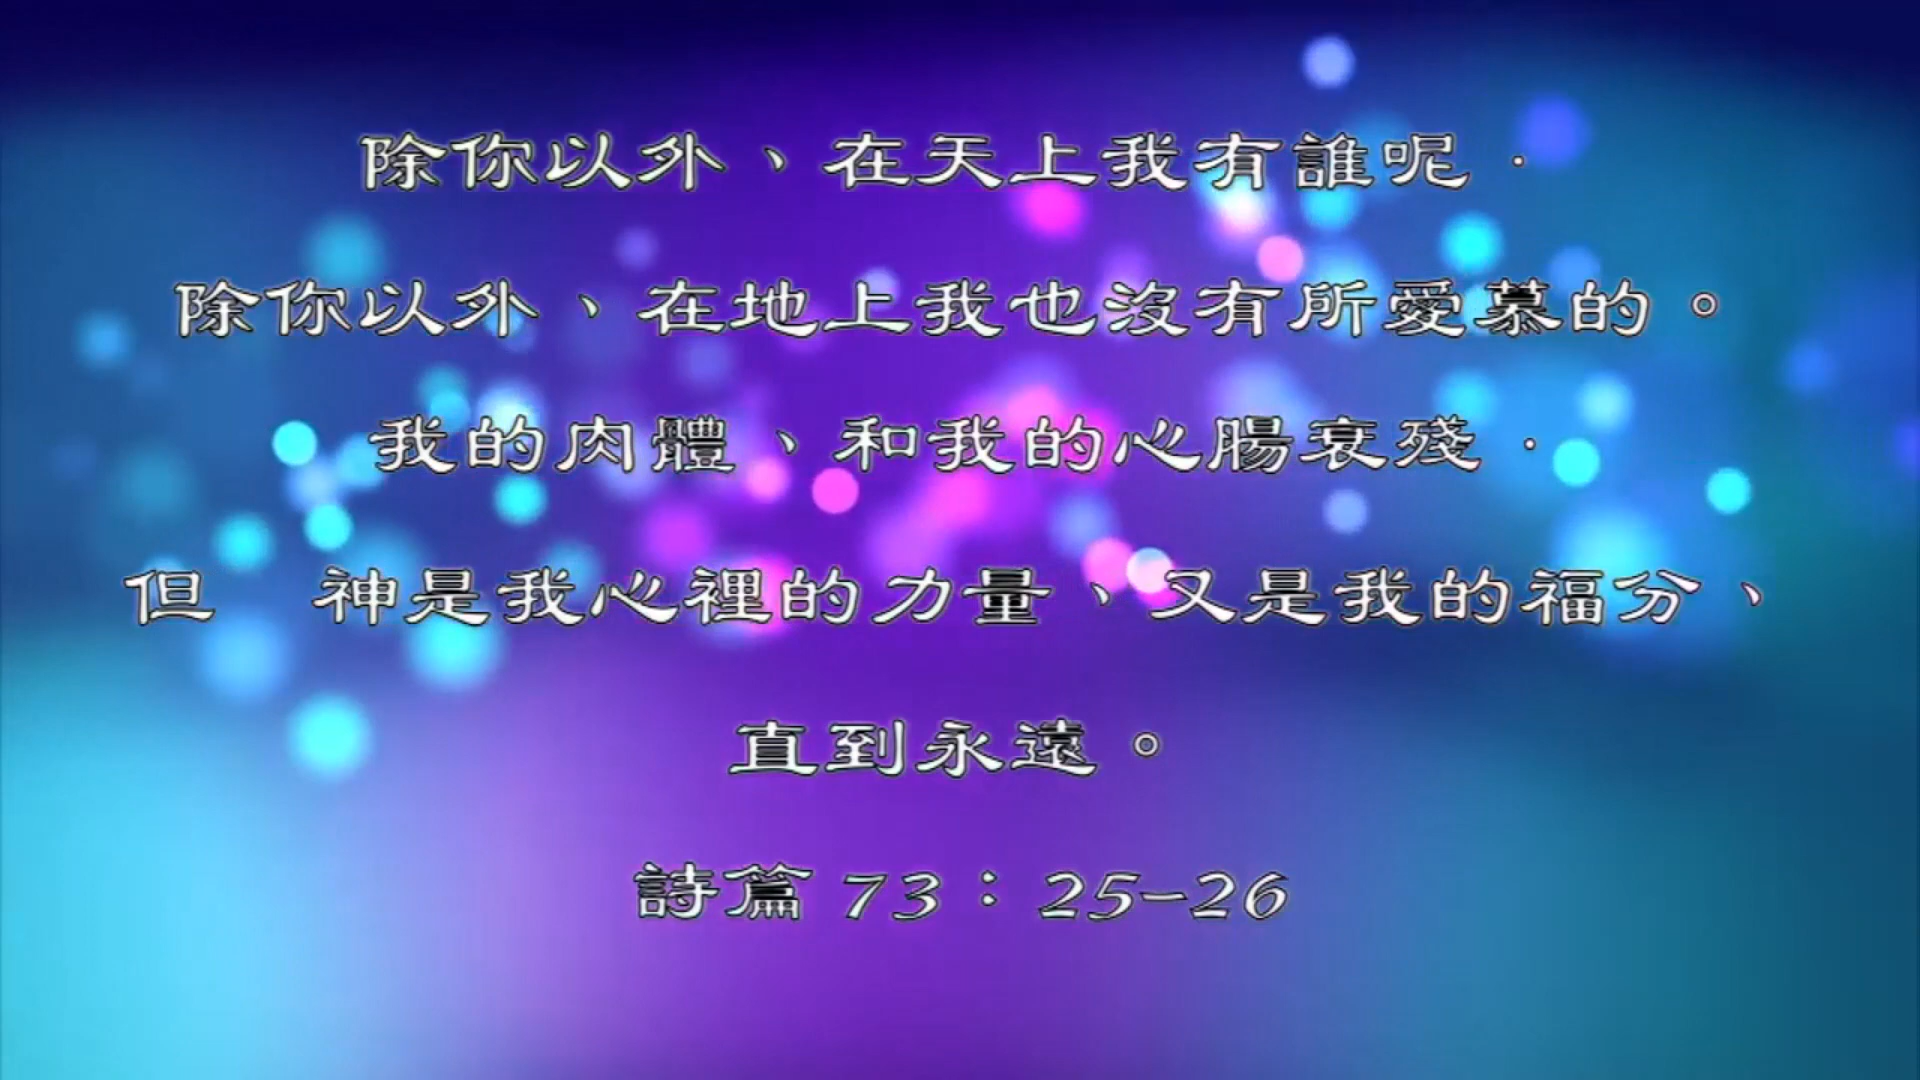 除你以外、在天上我有誰呢．
除你以外、在地上我也沒有所愛慕的。
我的肉體、和我的心腸衰殘．
但　神是我心裡的力量、又是我的福分、
直到永遠。
詩篇 73：25-26